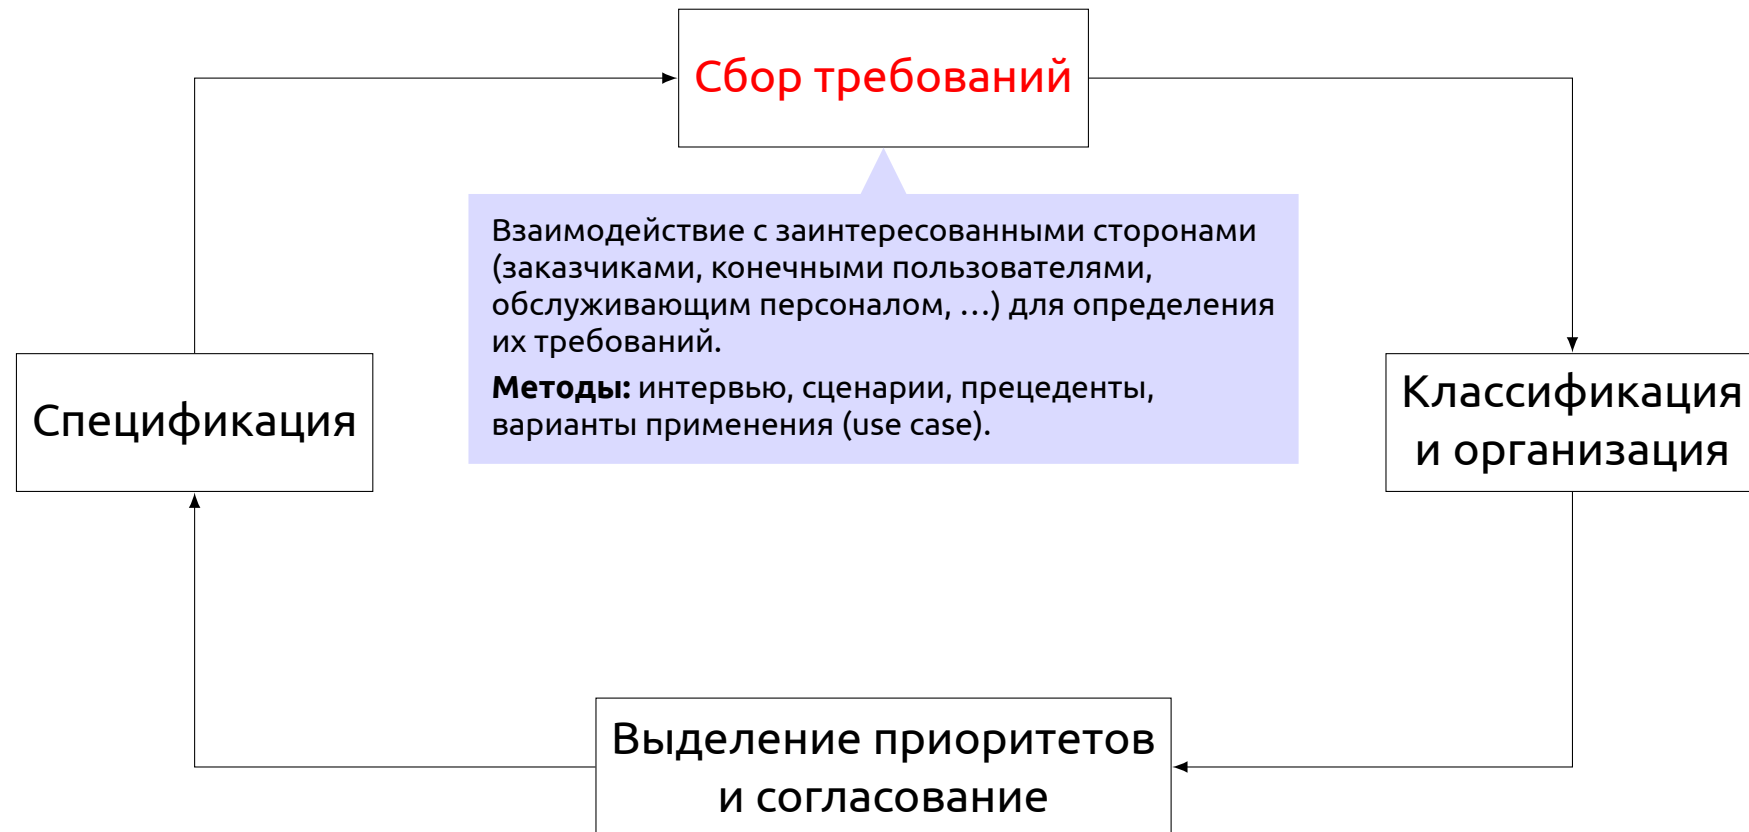 Сбор требований
Взаимодействие с заинтересованными сторонами
(заказчиками, конечными пользователями,
обслуживающим персоналом, …) для определения
их требований.
Методы: интервью, сценарии, прецеденты,
варианты применения (use case).
Спецификация
Классификация
и организация
Выделение приоритетов
и согласование